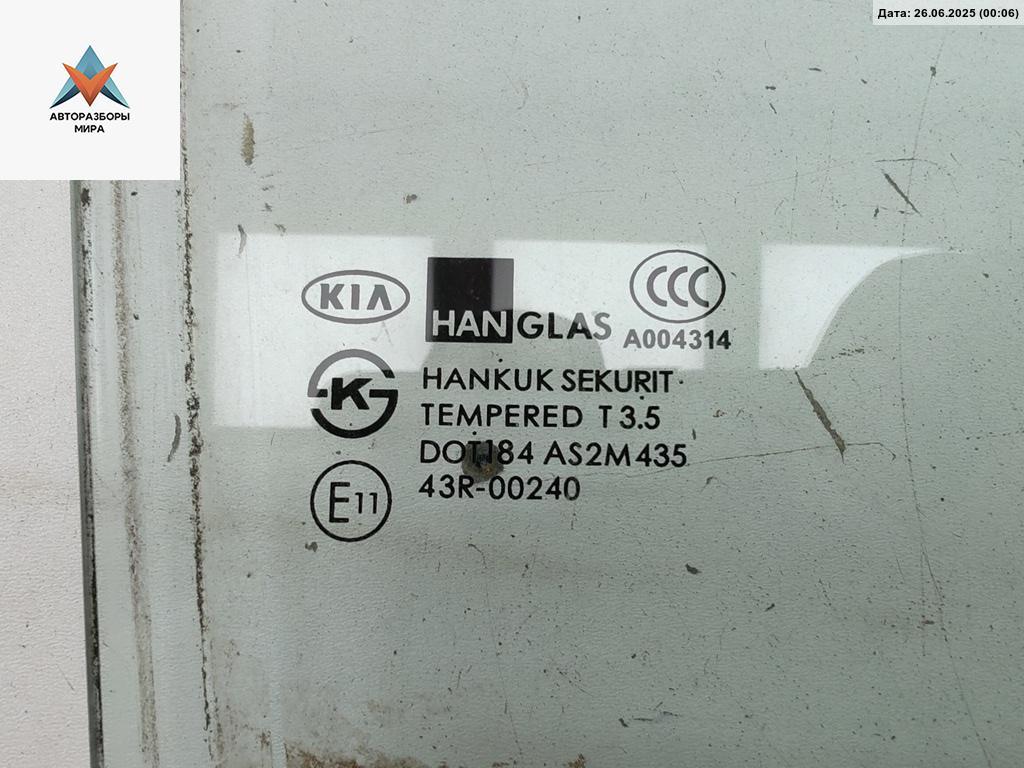 Дата: 26.06.2025 (00:06)
АВТОРАЗБОРЫ
МИРА
KIA
HANGLAS
CCC
A004314
K
HANKUK SEKURIT
TEMPERED T 3.5
DOT184 AS2M435
E11
43R-00240